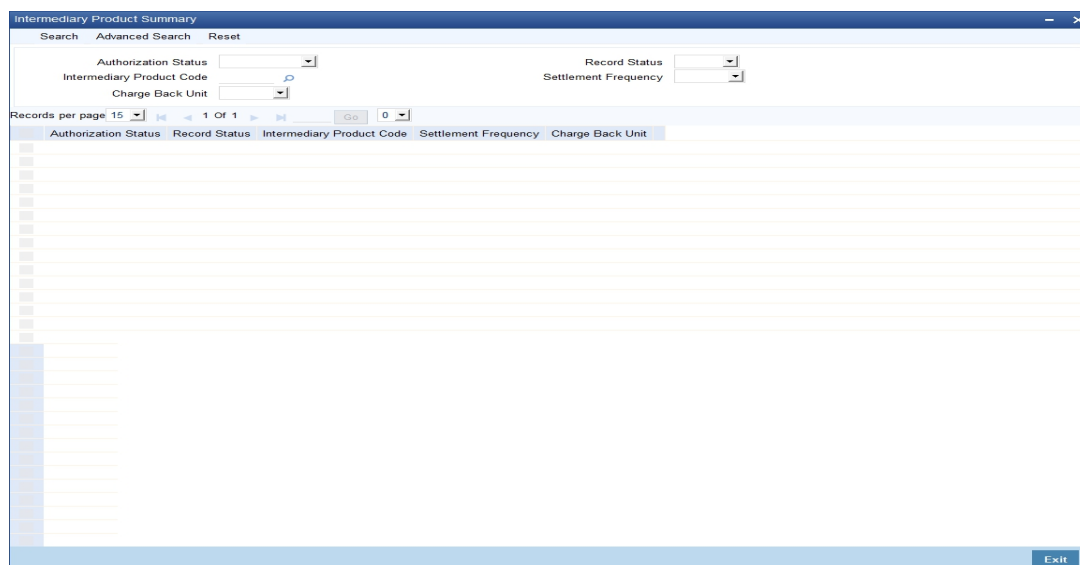 Intermediary Product Summary
Search Advanced Search Reset
Authorization Status Record Status
Intermediary Product Code Settlement Frequency
Charge Back Unit
Records per page 15 1 Of 1 Go 0
Authorization Status Record Status Intermediary Product Code Settlement Frequency Charge Back Unit
Exit